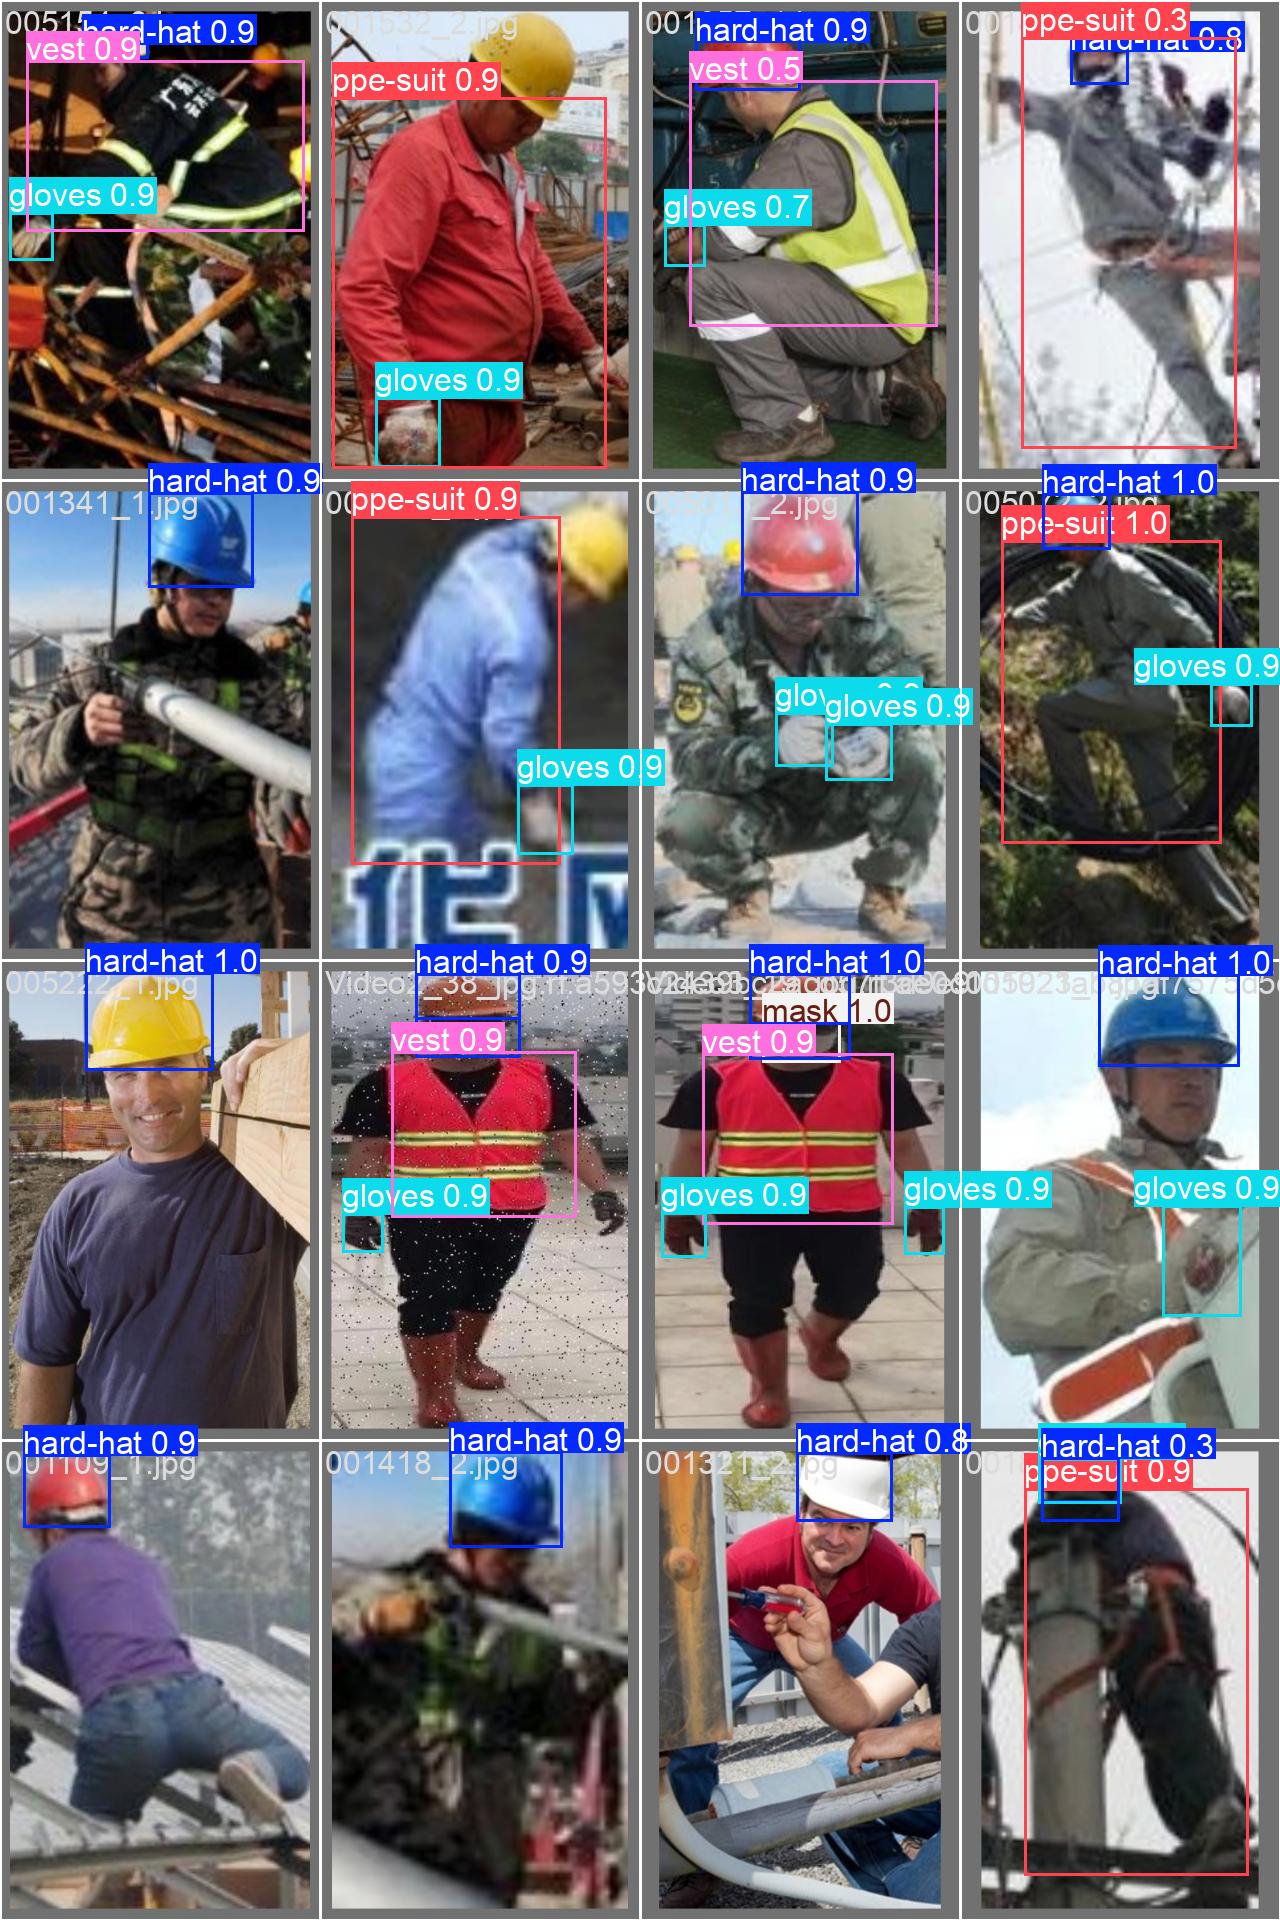 hard-hat 0.9
vest 0.9
gloves 0.9
001532_2.jpg
ppe-suit 0.9
gloves 0.9
hard-hat 0.9
vest 0.5
gloves 0.7
ppe-suit 0.3
hard-hat 0.8
hard-hat 0.9
001341_1.jpg
ppe-suit 0.9
gloves 0.9
hard-hat 0.9
gloves 0.9
hard-hat 1.0
ppe-suit 1.0
gloves 0.9
hard-hat 1.0
005222_1.jpg
hard-hat 0.9
vest 0.9
gloves 0.9
hard-hat 1.0
mask 1.0
vest 0.9
gloves 0.9
gloves 0.9
hard-hat 1.0
gloves 0.9
hard-hat 0.9
001109_1.jpg
hard-hat 0.9
001418_2.jpg
hard-hat 0.8
hard-hat 0.3
ppe-suit 0.9